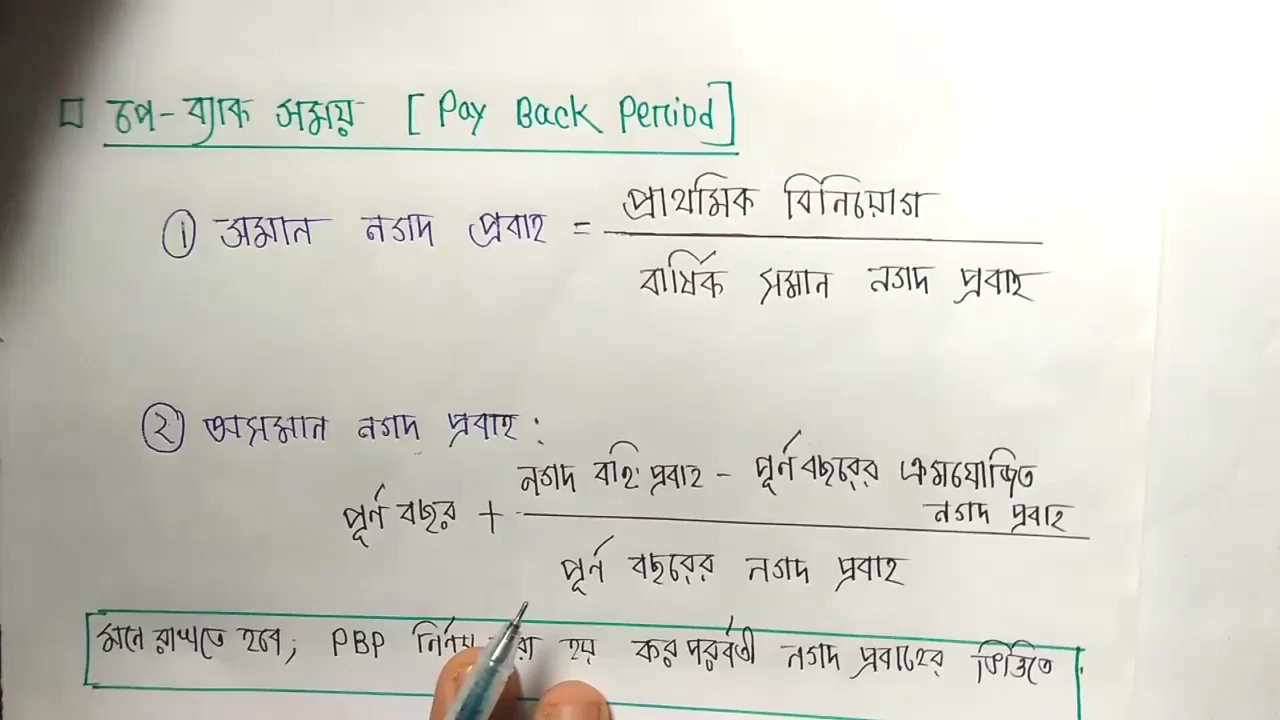 পে-ব্যাক সময় [Pay Back Period]
① সমান নগদ প্রবাহ = প্রাথমিক বিনিয়োগ
বার্ষিক সমান নগদ প্রবাহ
② অসমান নগদ প্রবাহ :
নগদ বহিঃপ্রবাহ - পূর্ন বছরের ক্রমযোজিত
নগদ প্রবাহ
পূর্ন বছর +
পূর্ন বছরের নগদ প্রবাহ
মনে রাখতে হবে, PBP হয় কর পরবর্তী নগদ প্রবাহের ভিত্তিতে